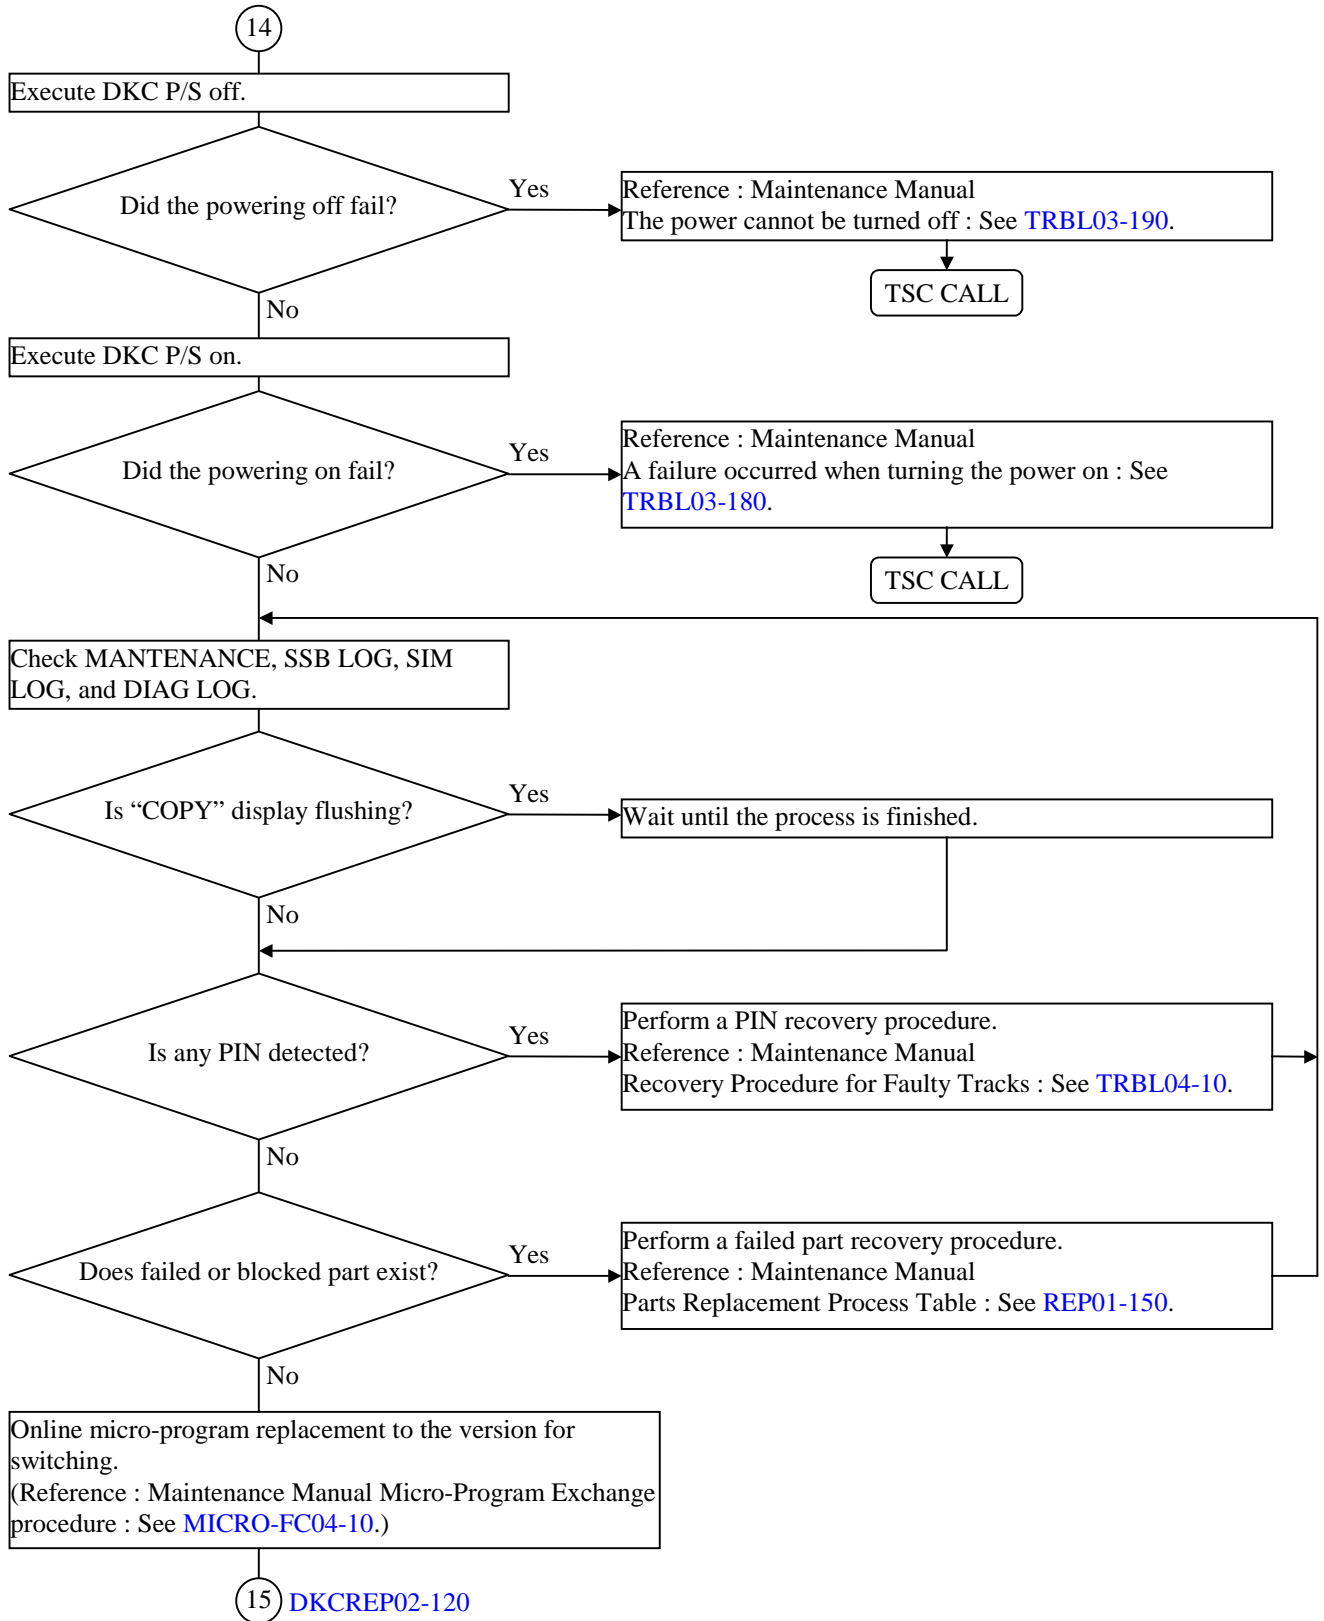 14
Execute DKC P/S off.
Did the powering off fail?
Yes
Reference : Maintenance Manual
The power cannot be turned off : See TRBL03-190.
TSC CALL
No
Execute DKC P/S on.
Did the powering on fail?
Yes
Reference : Maintenance Manual
A failure occurred when turning the power on : See
TRBL03-180.
TSC CALL
No
Check MANTENANCE, SSB LOG, SIM
LOG, and DIAG LOG.
Is “COPY” display flushing?
Yes
Wait until the process is finished.
No
Is any PIN detected?
Yes
Perform a PIN recovery procedure.
Reference : Maintenance Manual
Recovery Procedure for Faulty Tracks : See TRBL04-10.
No
Does failed or blocked part exist?
Yes
Perform a failed part recovery procedure.
Reference : Maintenance Manual
Parts Replacement Process Table : See REP01-150.
No
Online micro-program replacement to the version for
switching.
(Reference : Maintenance Manual Micro-Program Exchange
procedure : See MICRO-FC04-10.)
15 DKCREP02-120